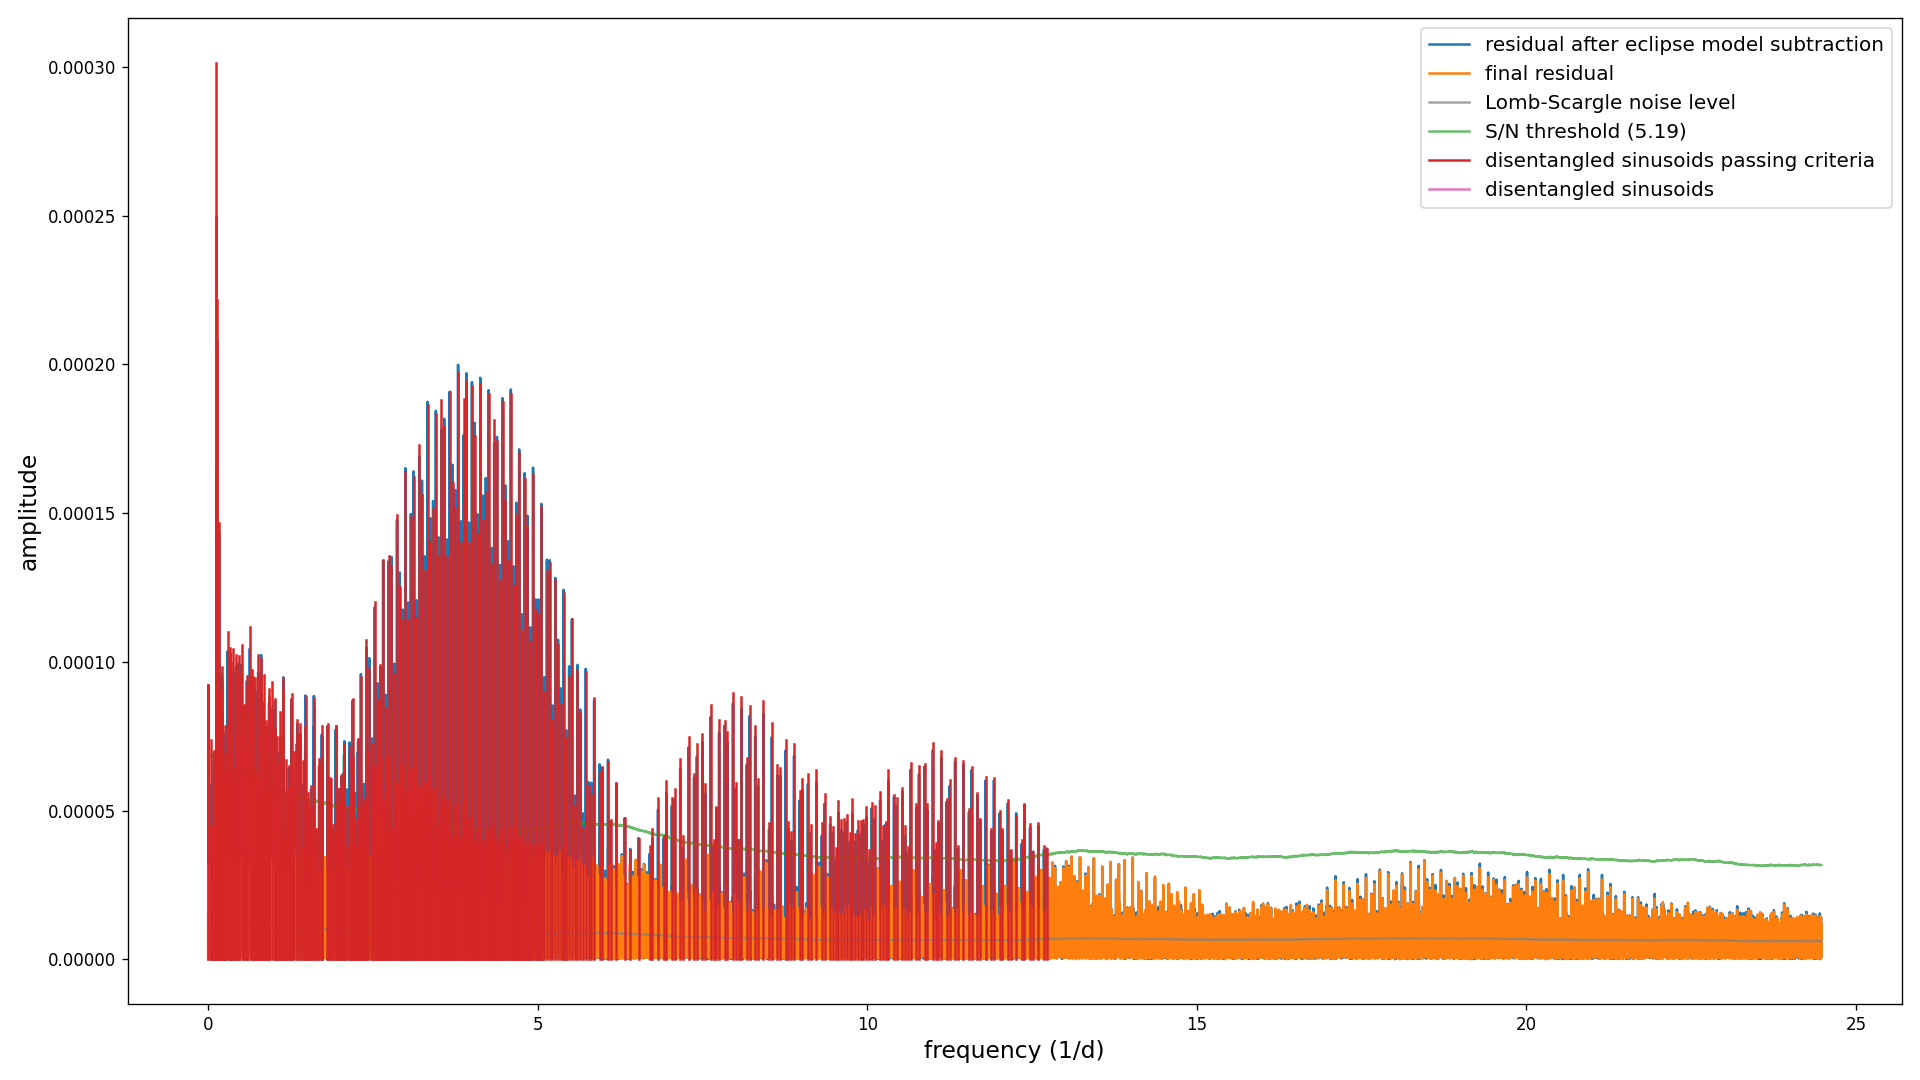 0.00030
0.00025
0.00020
0.00015
0.00010
0.00005
0.00000
amplitude
residual after eclipse model subtraction
final residual
Lomb-Scargle noise level
S/N threshold (5.19)
disentangled sinusoids passing criteria
disentangled sinusoids
0 5 10 15 20 25
frequency (1/d)